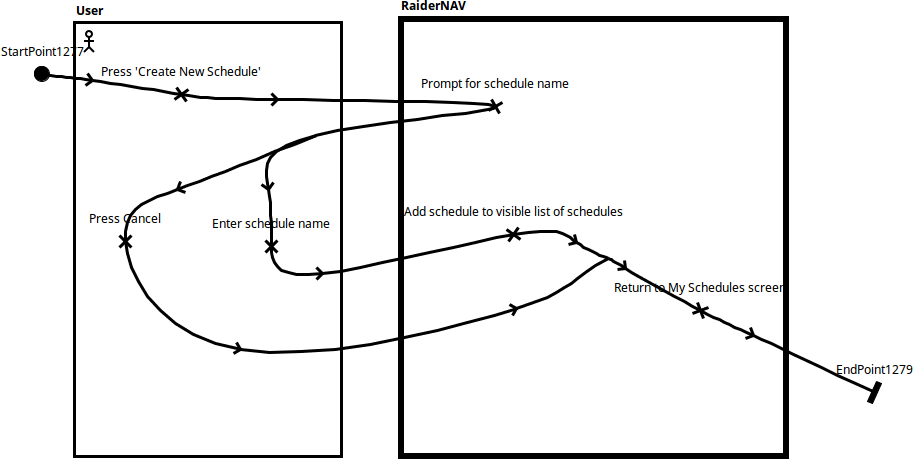 User
RaiderNAV
StartPoint1277
Press 'Create New Schedule'
Prompt for schedule name
Press Cancel
Enter schedule name
Add schedule to visible list of schedules
Return to My Schedules screen
EndPoint1279